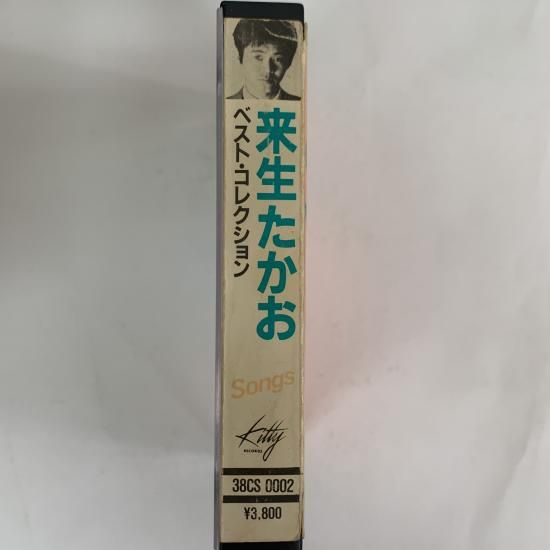 来生たかお
ベスト・コレクション
Songs
Kitty
RECORDS
38CS 0002
¥3,800